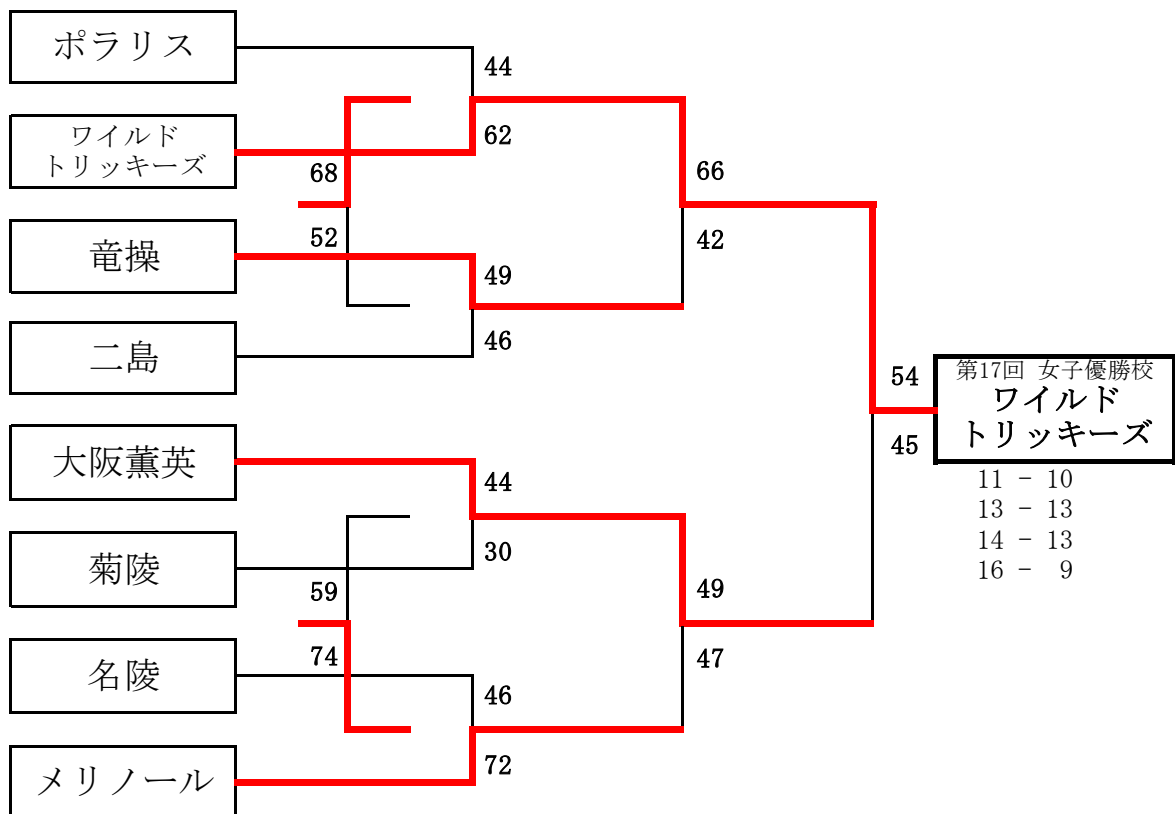 ポラリス
44
ワイルド
トリッキーズ
62
68
66
52
42
竜操
49
二島
46
54
第17回 女子優勝校
ワイルド
トリッキーズ
45
11 - 10
13 - 13
14 - 13
16 - 9
大阪薫英
44
菊陵
30
59
49
74
47
名陵
46
メリノール
72